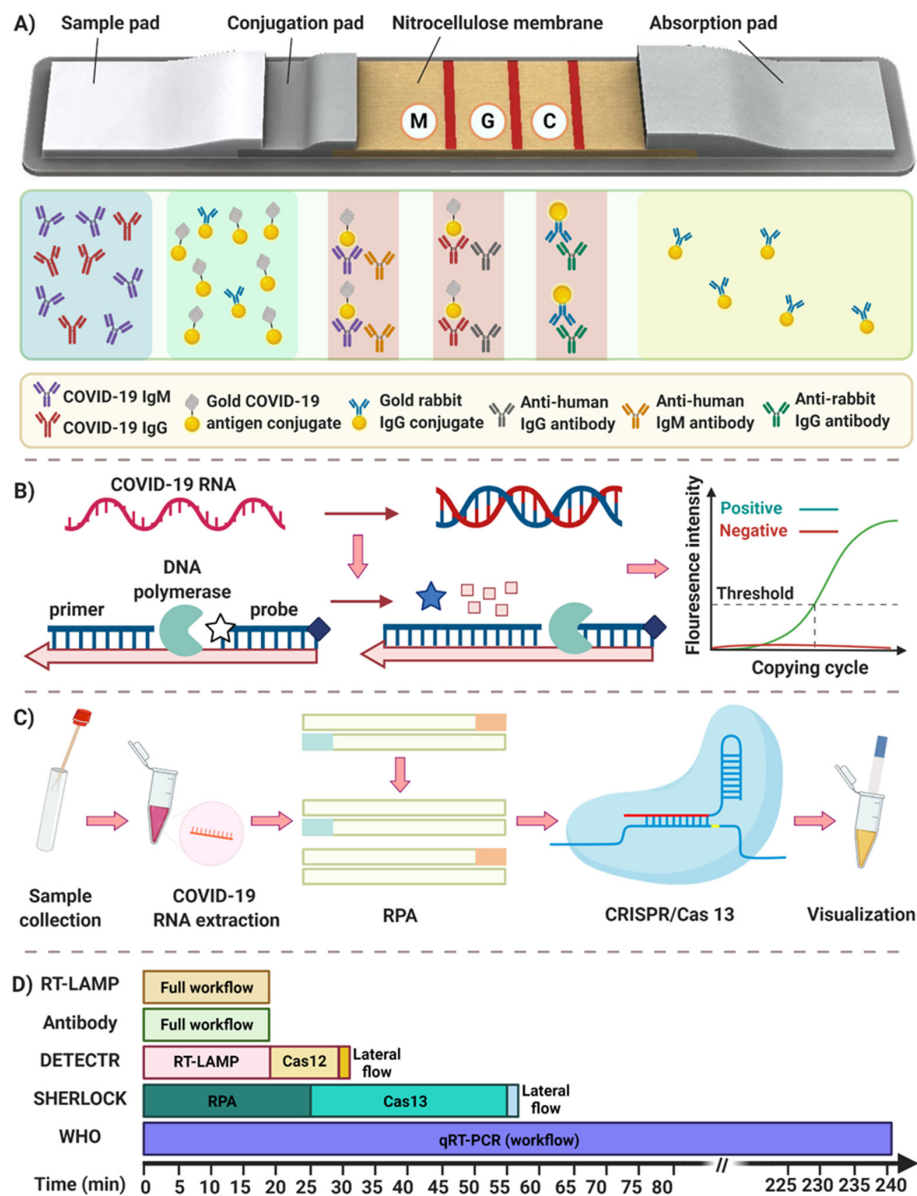 A)
Sample pad
Conjugation pad
Nitrocellulose membrane
Absorption pad
M
G
C
COVID-19 IgM
COVID-19 IgG
Gold COVID-19
antigen conjugate
Gold rabbit
IgG conjugate
Anti-human
IgG antibody
Anti-human
IgM antibody
Anti-rabbit
IgG antibody
B)
COVID-19 RNA
DNA
polymerase
primer
probe
Flouresence intensity
Positive
Negative
Threshold
Copying cycle
C)
Sample
collection
COVID-19
RNA extraction
RPA
CRISPR/Cas 13
Visualization
D)
RT-LAMP
Full workflow
Antibody
Full workflow
DETECTR
RT-LAMP
Cas12
Lateral
flow
SHERLOCK
RPA
Cas13
Lateral
flow
WHO
qRT-PCR (workflow)
Time (min)
0 5 10 15 20 25 30 35 40 45 50 55 60 65 70 75 80 // 225 230 235 240